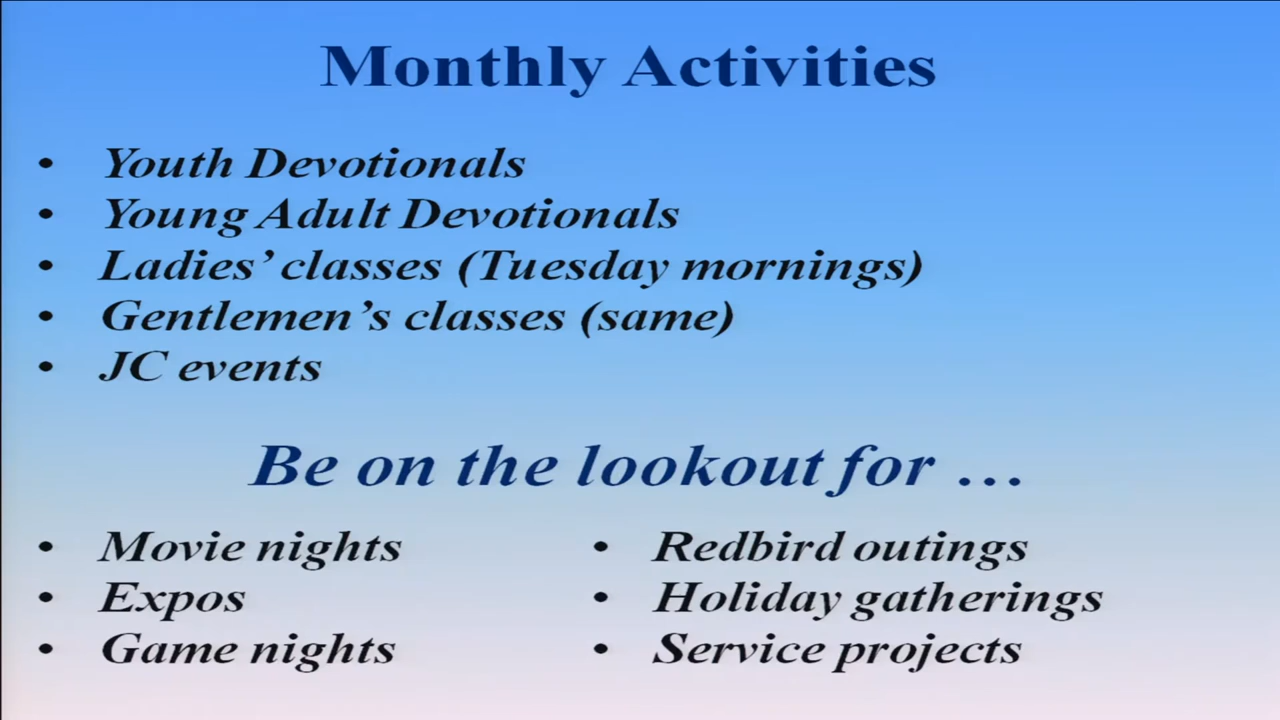 Monthly Activities
• Youth Devotionals
• Young Adult Devotionals
• Ladies’ classes (Tuesday mornings)
• Gentlemen’s classes (same)
• JC events
Be on the lookout for …
• Movie nights
• Expos
• Game nights
• Redbird outings
• Holiday gatherings
• Service projects